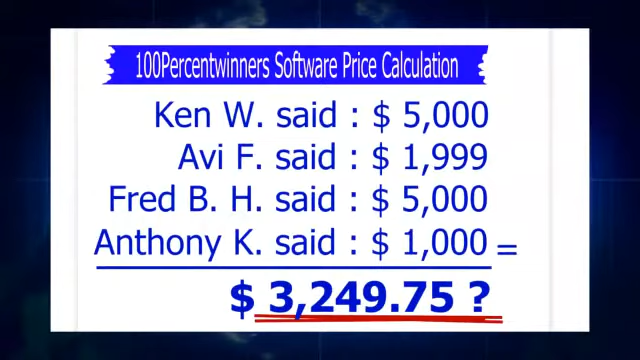 100Percentwinners Software Price Calculation
Ken W. said : $ 5,000
Avi F. said : $ 1,999
Fred B. H. said : $ 5,000
Anthony K. said : $ 1,000 =
$ 3,249.75 ?